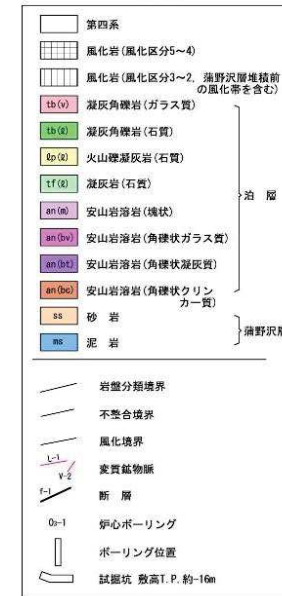 第四系
風化岩(風化区分5~4)
風化岩(風化区分3~2, 蒲野沢層堆積前
の風化帯を含む)
tb(v) 凝灰角礫岩(ガラス質)
tb(ℓ) 凝灰角礫岩(石質)
ℓp(ℓ) 火山礫凝灰岩(石質)
tf(ℓ) 凝灰岩(石質)
an(m) 安山岩溶岩(塊状)
an(bv) 安山岩溶岩(角礫状ガラス質)
an(bt) 安山岩溶岩(角礫状凝灰質)
an(bc) 安山岩溶岩(角礫状クリン
カー質)
泊 層
ss 砂 岩
ms 泥 岩
蒲野沢層
岩盤分類境界
不整合境界
風化境界
L-1
V-2
変質鉱物脈
f-1 断 層
O₃-1 炉心ボーリング
ボーリング位置
試掘坑 敷高T.P.約-16m